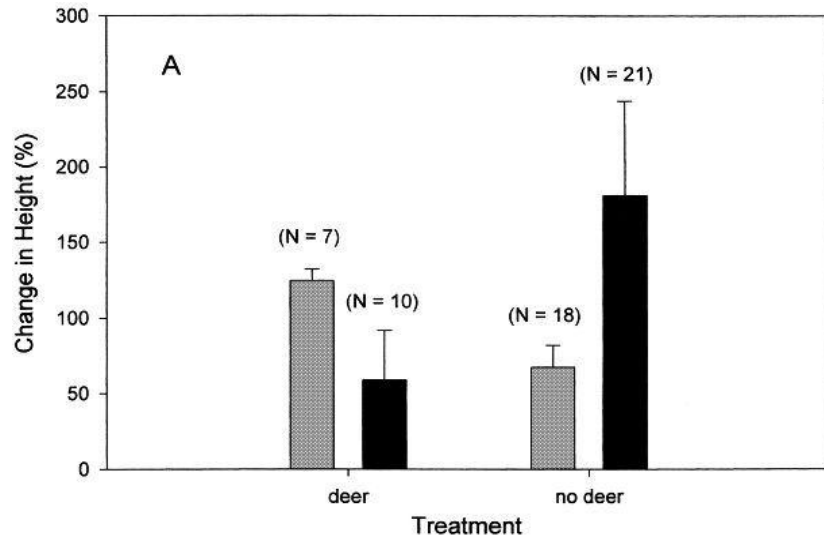 300
A
(N = 21)
250
200
Change in Height (%)
150
(N = 7)
(N = 10)
(N = 18)
100
50
0
deer
no deer
Treatment